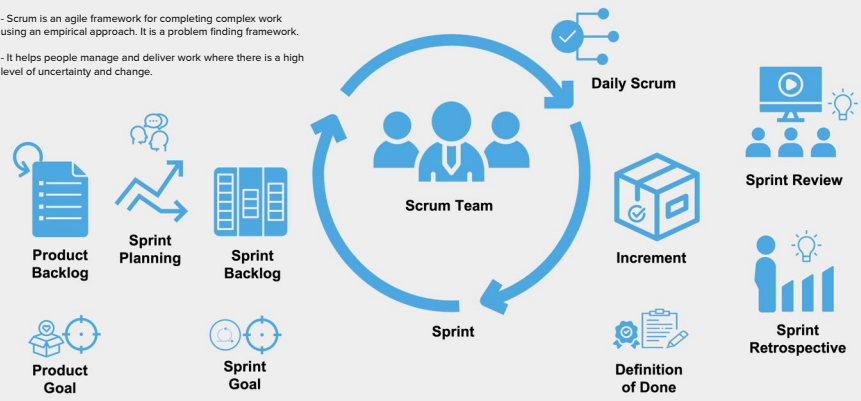 - Scrum is an agile framework for completing complex work
using an empirical approach. It is a problem finding framework.
- It helps people manage and deliver work where there is a high
level of uncertainty and change.
Daily Scrum
Sprint Review
Scrum Team
Product
Backlog
Sprint
Planning
Sprint
Backlog
Increment
Sprint
Sprint
Retrospective
Product
Goal
Sprint
Goal
Definition
of Done